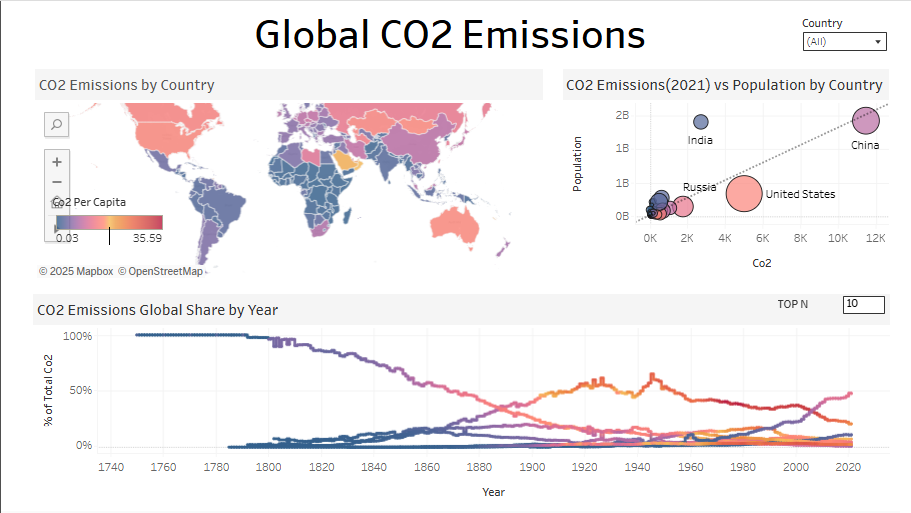 Global CO2 Emissions
Country
(All)
CO2 Emissions by Country
CO2 Emissions(2021) vs Population by Country
+
−
Co2 Per Capita
0.03 35.59
© 2025 Mapbox © OpenStreetMap
Population
2B
1B
1B
0B
India
China
Russia
United States
0K 2K 4K 6K 8K 10K 12K
Co2
CO2 Emissions Global Share by Year
TOP N 10
% of Total Co2
100%
50%
0%
1740 1760 1780 1800 1820 1840 1860 1880 1900 1920 1940 1960 1980 2000 2020
Year